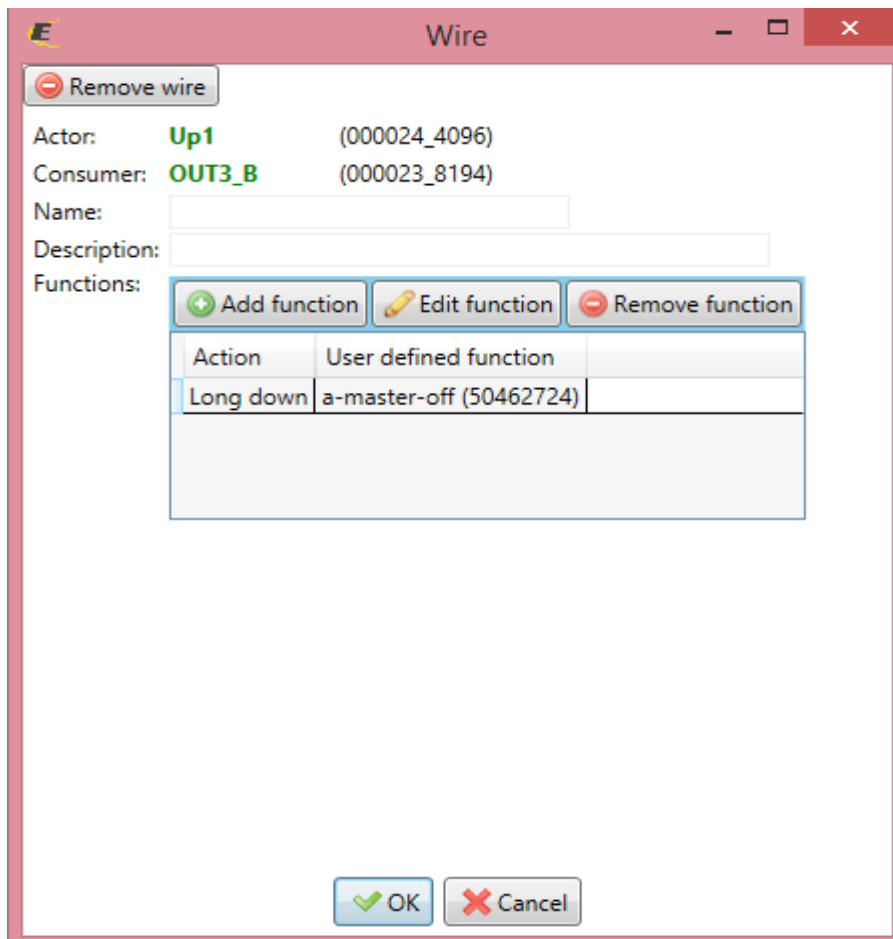 Wire
Remove wire
Actor: Up1 (000024_4096)
Consumer: OUT3_B (000023_8194)
Name:
Description:
Functions:
Add function Edit function Remove function
Action User defined function
Long down a-master-off (50462724)
OK Cancel